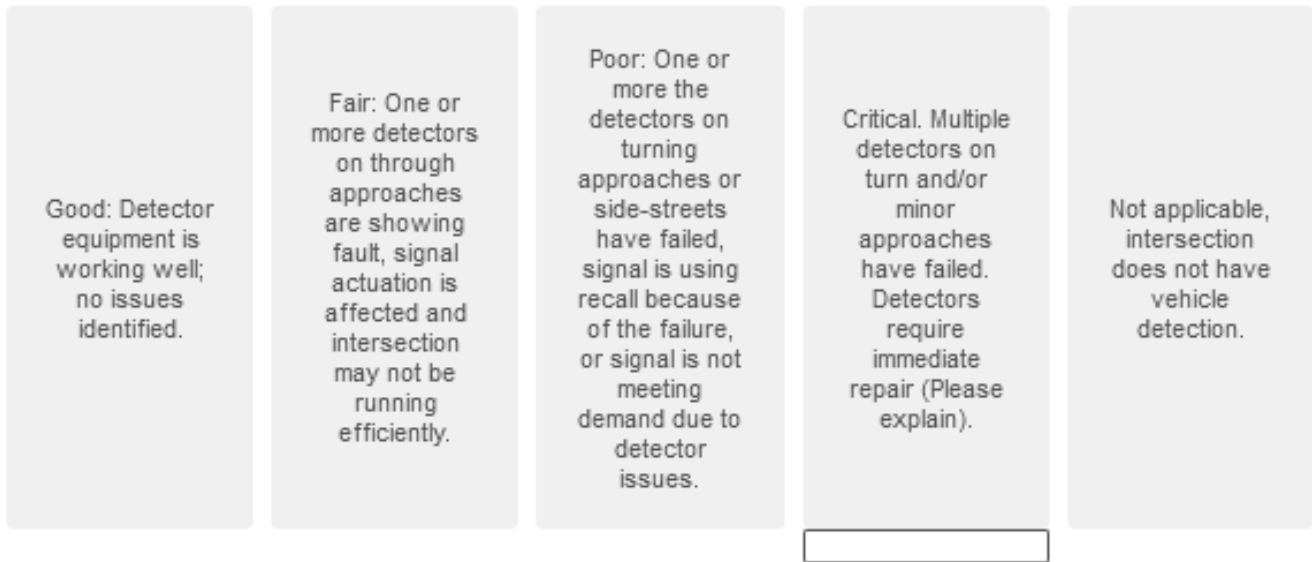 Good: Detector
equipment is
working well;
no issues
identified.
Fair: One or
more detectors
on through
approaches
are showing
fault, signal
actuation is
affected and
intersection
may not be
running
efficiently.
Poor: One or
more the
detectors on
turning
approaches or
side-streets
have failed,
signal is using
recall because
of the failure,
or signal is not
meeting
demand due to
detector
issues.
Critical. Multiple
detectors on
turn and/or
minor
approaches
have failed.
Detectors
require
immediate
repair (Please
explain).
Not applicable,
intersection
does not have
vehicle
detection.